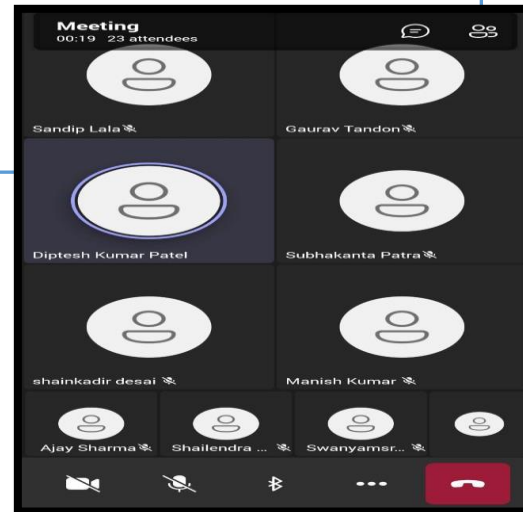 Meeting
00:19 23 attendees
Sandip Lala
Gaurav Tandon
Diptesh Kumar Patel
Subhakanta Patra
shainkadir desai
Manish Kumar
Ajay Sharma
Shailendra ...
Swanyamsr...